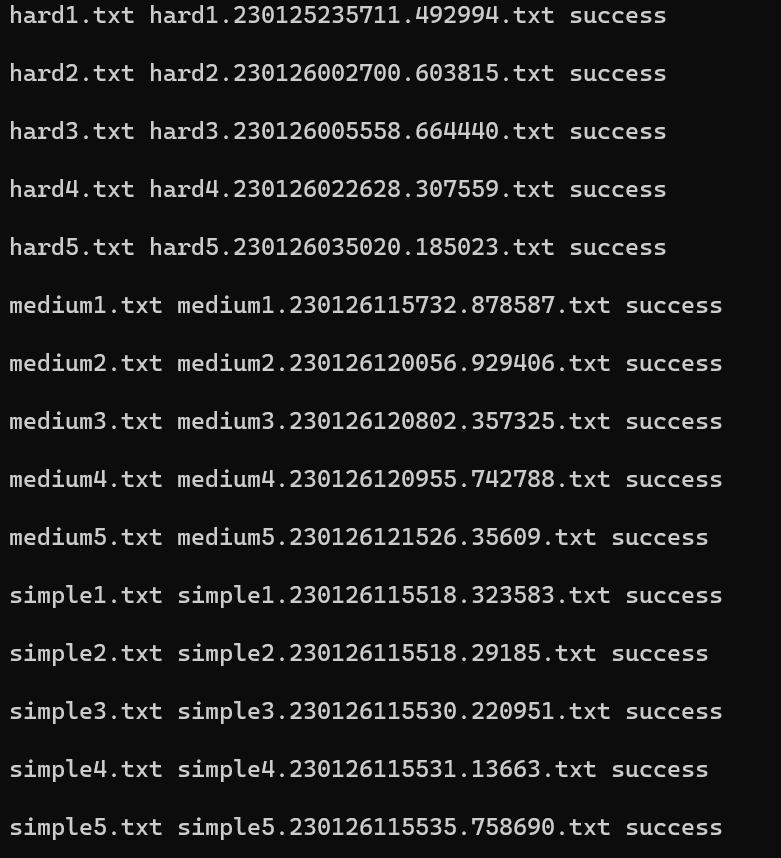 hard1.txt hard1.230125235711.492994.txt success
hard2.txt hard2.230126002700.603815.txt success
hard3.txt hard3.230126005558.664440.txt success
hard4.txt hard4.230126022628.307559.txt success
hard5.txt hard5.230126035020.185023.txt success
medium1.txt medium1.230126115732.878587.txt success
medium2.txt medium2.230126120056.929406.txt success
medium3.txt medium3.230126120802.357325.txt success
medium4.txt medium4.230126120955.742788.txt success
medium5.txt medium5.230126121526.35609.txt success
simple1.txt simple1.230126115518.323583.txt success
simple2.txt simple2.230126115518.29185.txt success
simple3.txt simple3.230126115530.220951.txt success
simple4.txt simple4.230126115531.13663.txt success
simple5.txt simple5.230126115535.758690.txt success